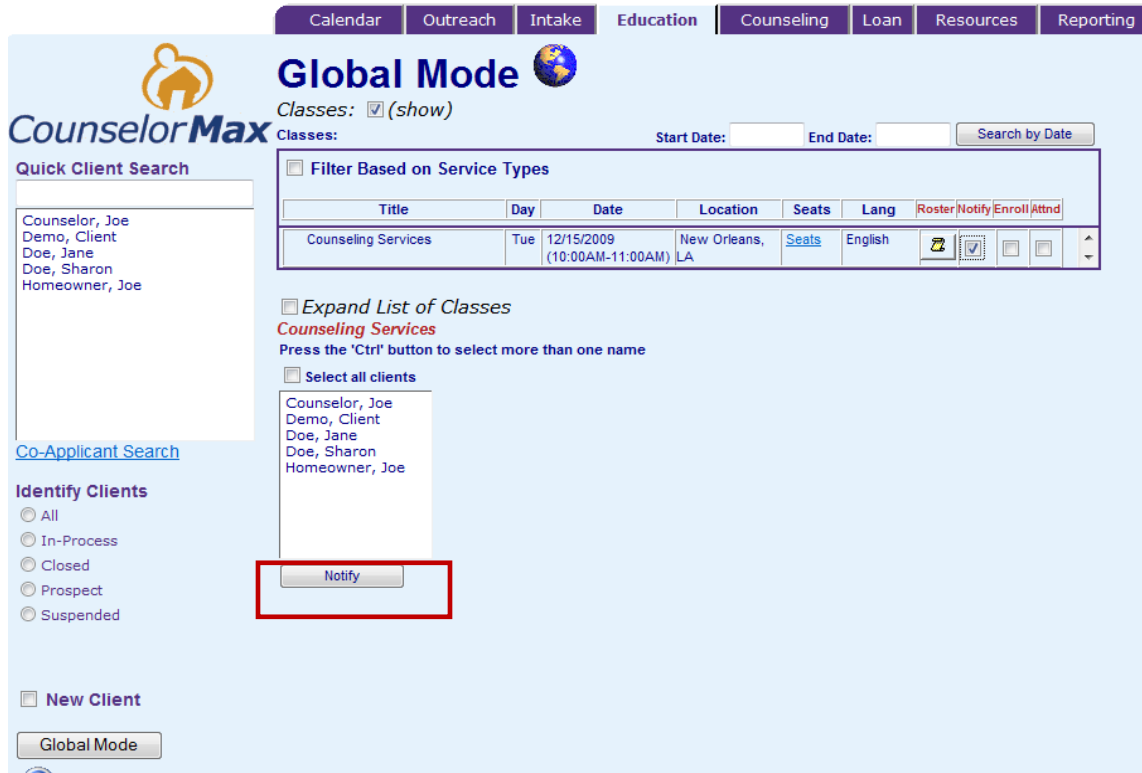 Calendar Outreach Intake Education Counseling Loan Resources Reporting
CounselorMax
Quick Client Search
Counselor, Joe
Demo, Client
Doe, Jane
Doe, Sharon
Homeowner, Joe
Co-Applicant Search
Identify Clients
All
In-Process
Closed
Prospect
Suspended
New Client
Global Mode
Global Mode
Classes: (show)
Classes: Start Date: End Date: Search by Date
Filter Based on Service Types
Title Day Date Location Seats Lang Roster Notify Enroll Attnd
Counseling Services Tue 12/15/2009 New Orleans, Seats English
(10:00AM-11:00AM) LA
Expand List of Classes
Counseling Services
Press the 'Ctrl' button to select more than one name
Select all clients
Counselor, Joe
Demo, Client
Doe, Jane
Doe, Sharon
Homeowner, Joe
Notify